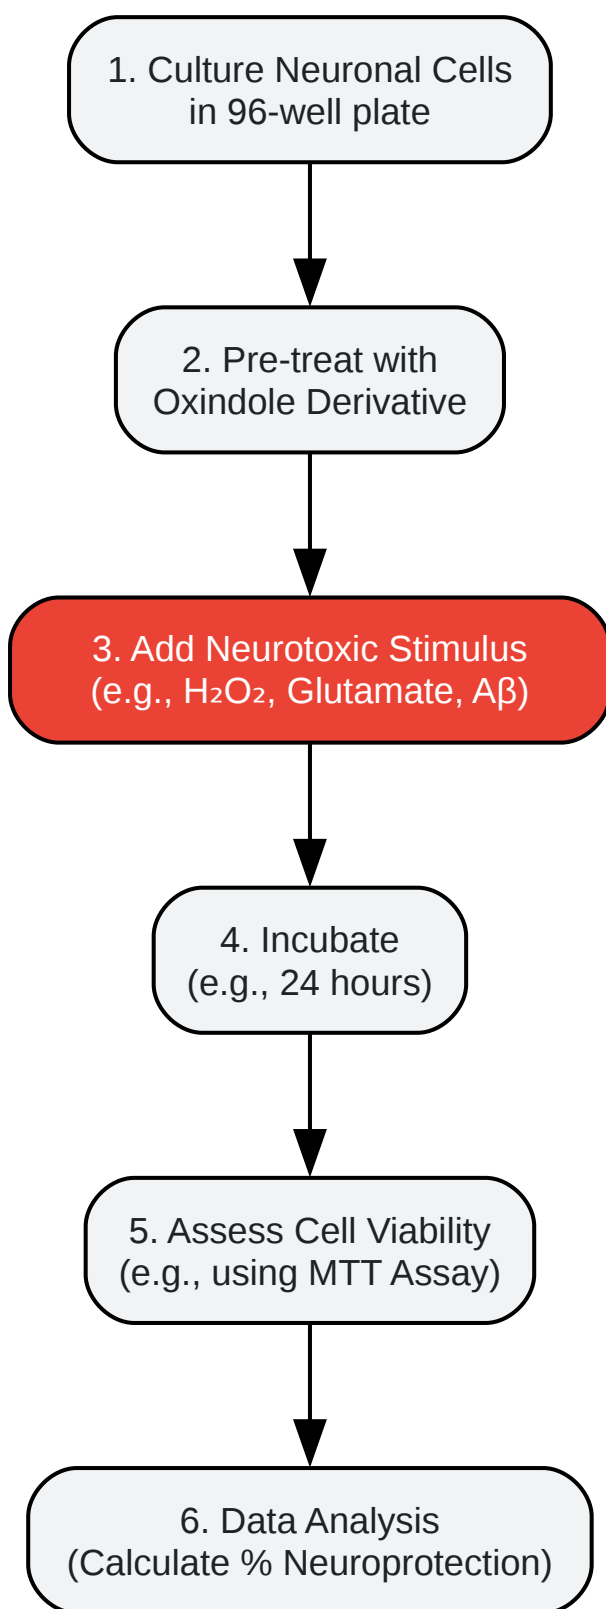 1. Culture Neuronal Cells
in 96-well plate
2. Pre-treat with
Oxindole Derivative
3. Add Neurotoxic Stimulus
(e.g., H₂O₂, Glutamate, Aβ)
4. Incubate
(e.g., 24 hours)
5. Assess Cell Viability
(e.g., using MTT Assay)
6. Data Analysis
(Calculate % Neuroprotection)